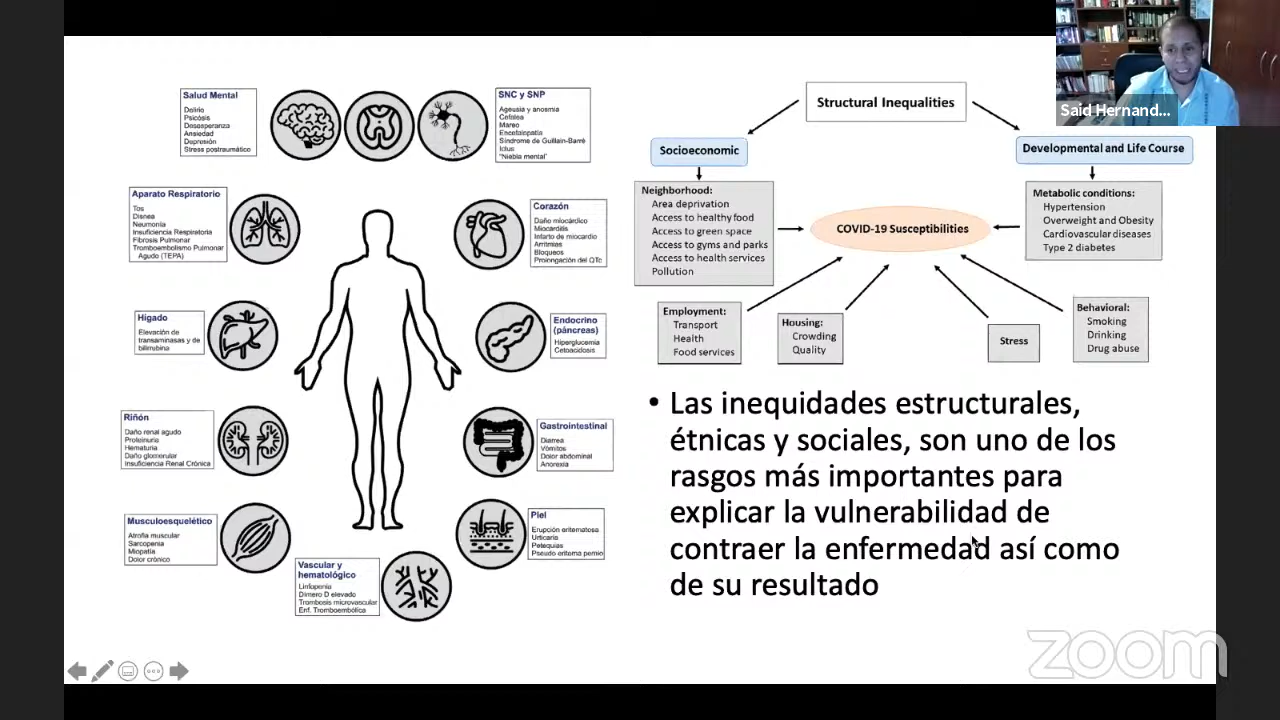 Salud Mental
Delirio
Psicósis
Desesperanza
Ansiedad
Depresión
Stress postraumático
SNC y SNP
Ageusia y anosmia
Cefalea
Mareo
Encefalopatía
Síndrome de Guillain-Barré
Ictus
"Niebla mental"
Aparato Respiratorio
Tos
Disnea
Neumonía
Insuficiencia Respiratoria
Fibrosis Pulmonar
Tromboembolismo Pulmonar
Agudo (TEPA)
Corazón
Daño miocárdico
Miocarditis
Infarto de miocardio
Arritmias
Bloqueos
Prolongación del QTc
Hígado
Elevación de
transaminasas y de
bilirrubina
Endocrino
(páncreas)
Hiperglucemia
Cetoacidosis
Riñón
Daño renal agudo
Proteinuria
Hematuria
Daño glomerular
Insuficiencia Renal Crónica
Gastrointestinal
Diarrea
Vómitos
Dolor abdominal
Anorexia
Musculoesquelético
Atrofia muscular
Sarcopenia
Miopatía
Dolor crónico
Piel
Erupción eritematosa
Urticaria
Petequias
Pseudo eritema pernio
Vascular y
hematológico
Linfopenia
Dímero D elevado
Trombosis microvascular
Enf. Tromboembólica
Structural Inequalities
Socioeconomic
Developmental and Life Course
Neighborhood:
Area deprivation
Access to healthy food
Access to green space
Access to gyms and parks
Access to health services
Pollution
COVID-19 Susceptibilities
Metabolic conditions:
Hypertension
Overweight and Obesity
Cardiovascular diseases
Type 2 diabetes
Employment:
Transport
Health
Food services
Housing:
Crowding
Quality
Stress
Behavioral:
Smoking
Drinking
Drug abuse
• Las inequidades estructurales,
étnicas y sociales, son uno de los
rasgos más importantes para
explicar la vulnerabilidad de
contraer la enfermedad así como
de su resultado
Said Hernand...
zoom